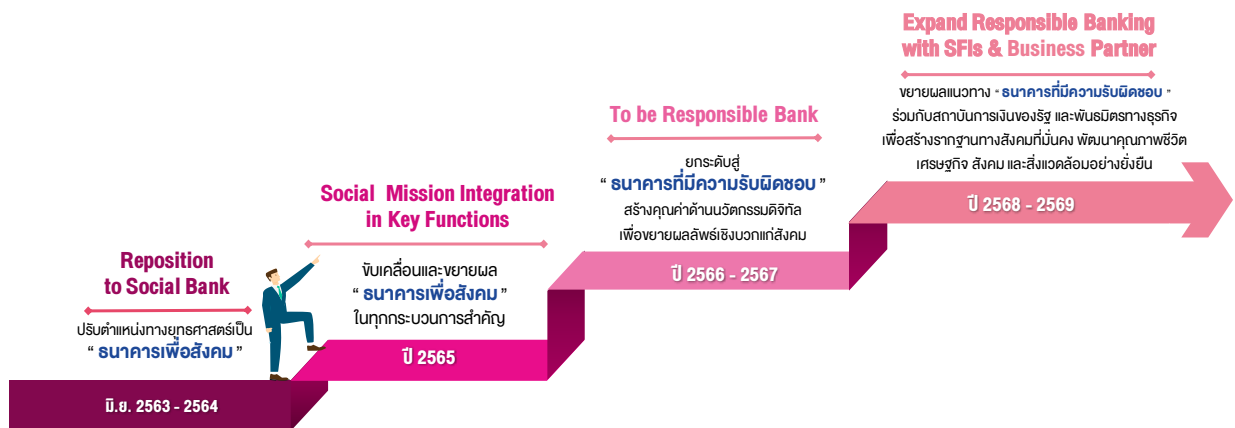 Reposition
to Social Bank
ปรับตำแหน่งทางยุทธศาสตร์เป็น
“ ธนาคารเพื่อสังคม ”
มิ.ย. 2563 - 2564
Social Mission Integration
in Key Functions
ขับเคลื่อนและขยายผล
“ ธนาคารเพื่อสังคม ”
ในทุกกระบวนการสำคัญ
ปี 2565
To be Responsible Bank
ยกระดับสู่
“ ธนาคารที่มีความรับผิดชอบ ”
สร้างคุณค่าด้านนวัตกรรมดิจิทัล
เพื่อขยายผลลัพธ์เชิงบวกแก่สังคม
ปี 2566 - 2567
Expand Responsible Banking
with SFIs & Business Partner
ขยายผลแนวทาง “ ธนาคารที่มีความรับผิดชอบ ”
ร่วมกับสถาบันการเงินของรัฐ และพันธมิตรทางธุรกิจ
เพื่อสร้างรากฐานทางสังคมที่มั่นคง พัฒนาคุณภาพชีวิต
เศรษฐกิจ สังคม และสิ่งแวดล้อมอย่างยั่งยืน
ปี 2568 - 2569